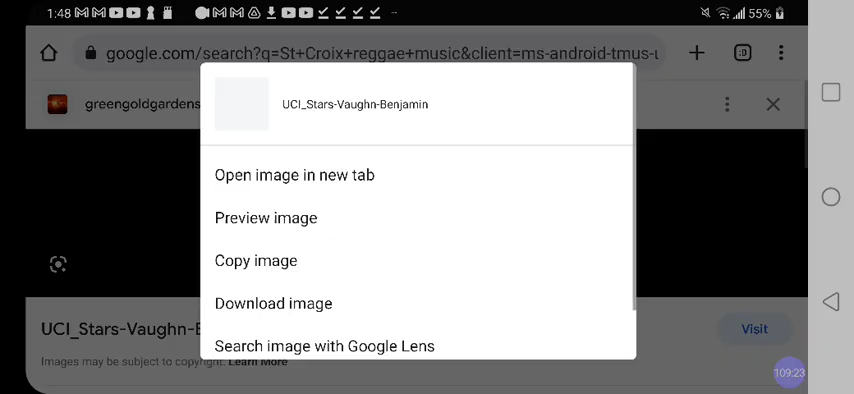 1:48
55%
google.com/search?q=St+Croix+reggae+music&client=ms-android-tmus-u
:D
greengoldgardens
UCI_Stars-Vaughn-Benjamin
Open image in new tab
Preview image
Copy image
Download image
Search image with Google Lens
UCI_Stars-Vaughn-B
Visit
Images may be subject to copyright. Learn More
109:23